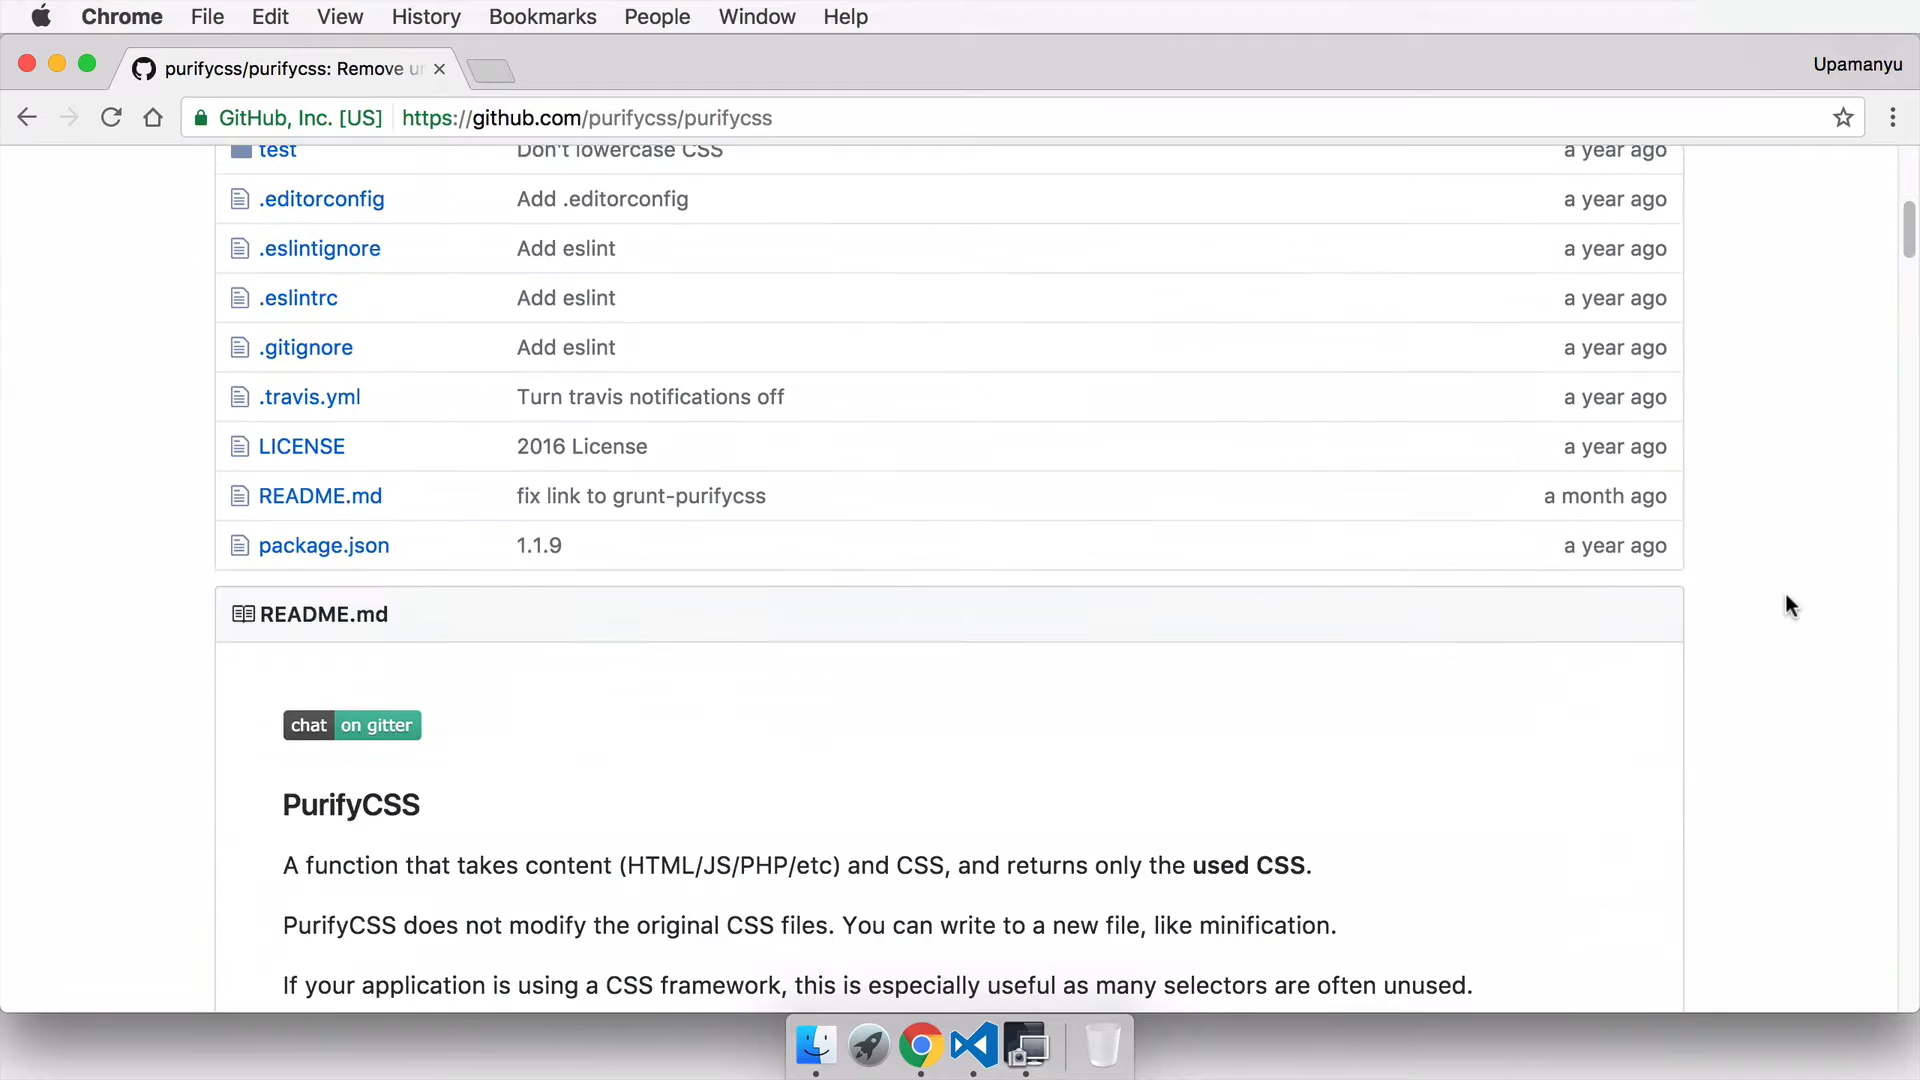 Chrome File Edit View History Bookmarks People Window Help
purifycss/purifycss: Remove un
Upamanyu
GitHub, Inc. [US] https://github.com/purifycss/purifycss
test Don't lowercase CSS a year ago
.editorconfig Add .editorconfig a year ago
.eslintignore Add eslint a year ago
.eslintrc Add eslint a year ago
.gitignore Add eslint a year ago
.travis.yml Turn travis notifications off a year ago
LICENSE 2016 License a year ago
README.md fix link to grunt-purifycss a month ago
package.json 1.1.9 a year ago
README.md
chat on gitter
PurifyCSS
A function that takes content (HTML/JS/PHP/etc) and CSS, and returns only the used CSS.
PurifyCSS does not modify the original CSS files. You can write to a new file, like minification.
If your application is using a CSS framework, this is especially useful as many selectors are often unused.